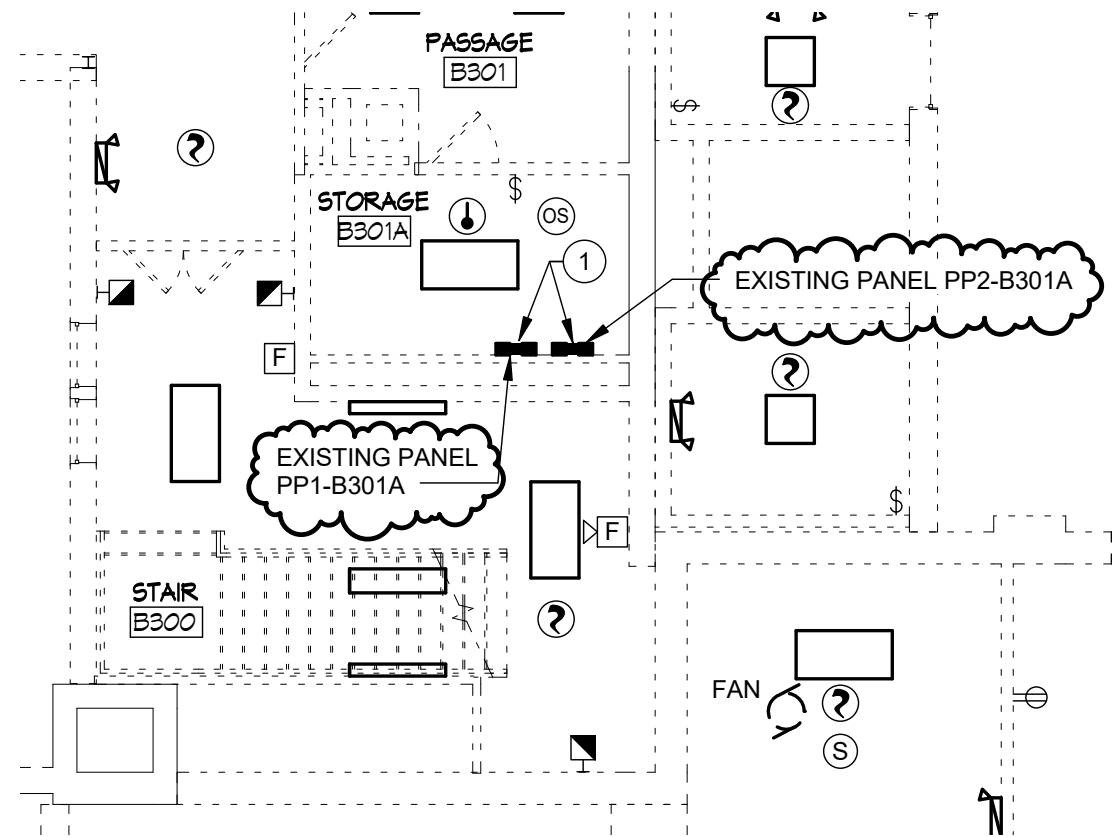 PASSAGE
B301
STORAGE
B301A
$
OS
1
EXISTING PANEL PP2-B301A
F
EXISTING PANEL
PP1-B301A
$
F
STAIR
B300
FAN
S